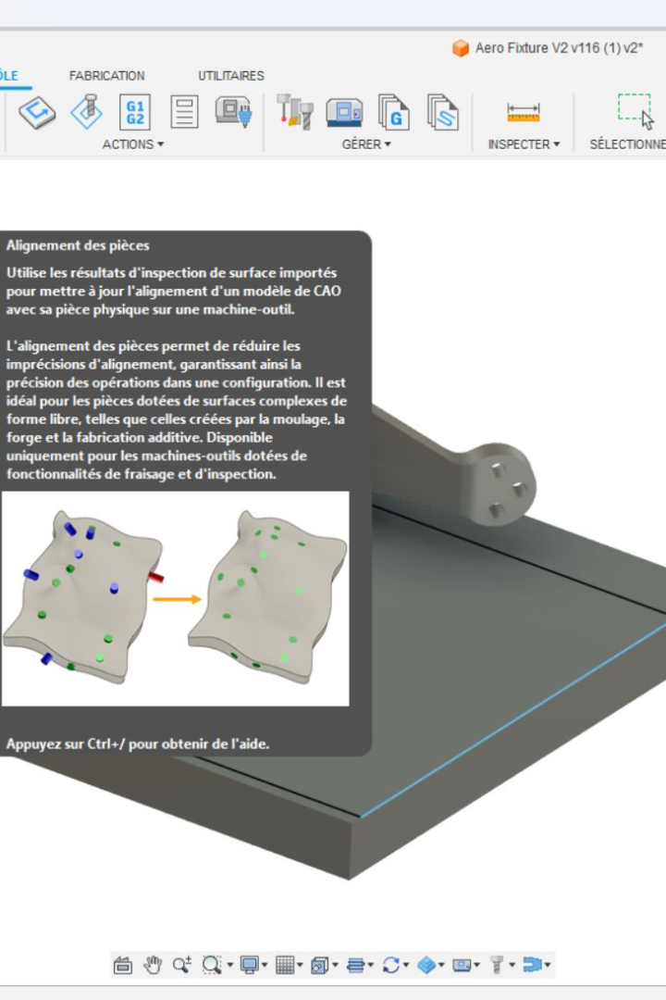 Aero Fixture V2 v116 (1) v2*
ÔLE FABRICATION UTILITAIRES
G1
G2
G
ACTIONS GÉRER INSPECTER SÉLECTIONNE
Alignement des pièces
Utilise les résultats d'inspection de surface importés
pour mettre à jour l'alignement d'un modèle de CAO
avec sa pièce physique sur une machine-outil.
L'alignement des pièces permet de réduire les
imprécisions d'alignement, garantissant ainsi la
précision des opérations dans une configuration. Il est
idéal pour les pièces dotées de surfaces complexes de
forme libre, telles que celles créées par la moulage, la
forge et la fabrication additive. Disponible
uniquement pour les machines-outils dotées de
fonctionnalités de fraisage et d'inspection.
Appuyez sur Ctrl+/ pour obtenir de l'aide.